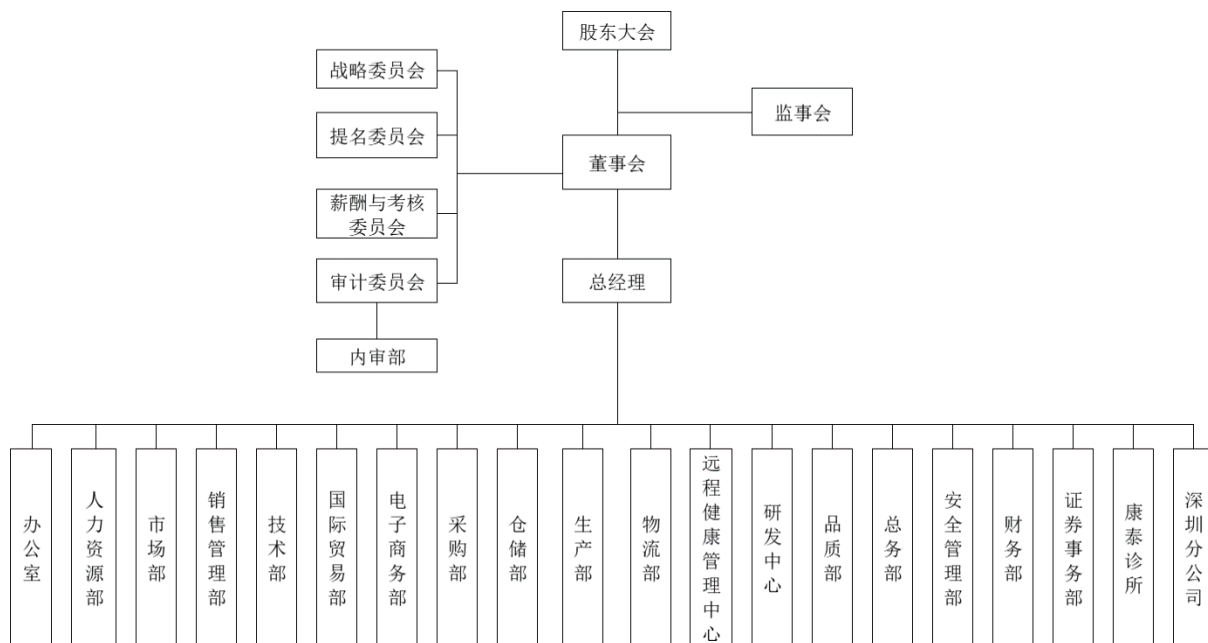 股东大会
战略委员会
监事会
提名委员会
董事会
薪酬与考核
委员会
审计委员会
总经理
内审部
办公室
人力资源部
市场部
销售管理部
技术部
国际贸易部
电子商务部
采购部
仓储部
生产部
物流部
远程健康管理中心
研发中心
品质部
总务部
安全管理部
财务部
证券事务部
康泰诊所
深圳分公司